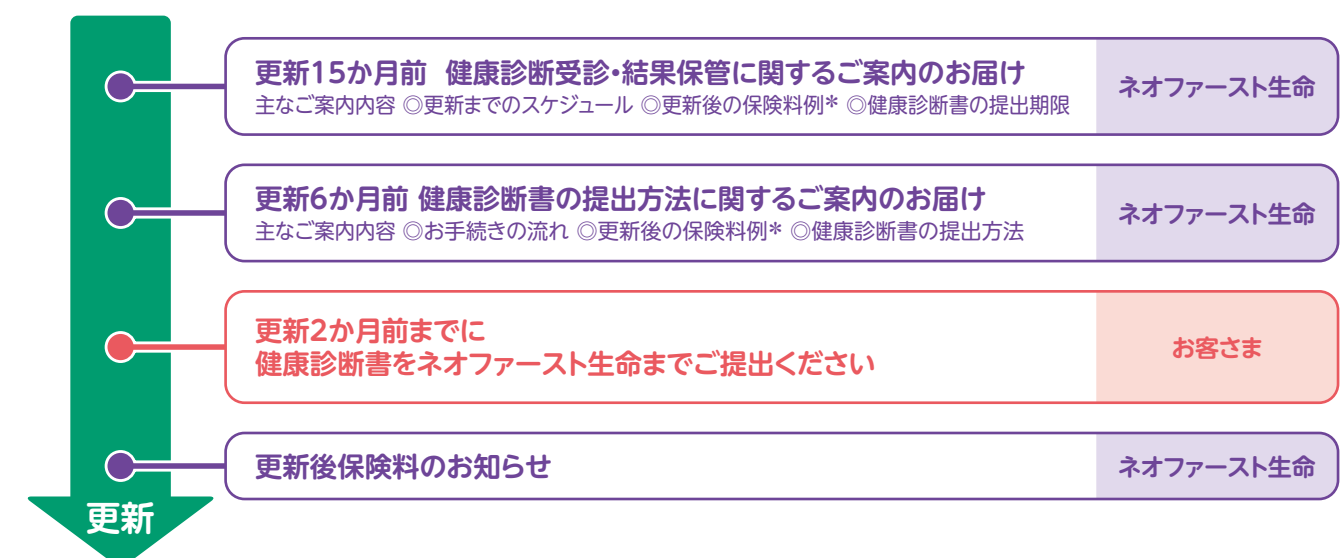 更新15か月前 健康診断受診・結果保管に関するご案内のお届け
主なご案内内容 ◎更新までのスケジュール ◎更新後の保険料例* ◎健康診断書の提出期限
ネオファースト生命
更新6か月前 健康診断書の提出方法に関するご案内のお届け
主なご案内内容 ◎お手続きの流れ ◎更新後の保険料例* ◎健康診断書の提出方法
ネオファースト生命
更新2か月前までに
健康診断書をネオファースト生命までご提出ください
お客さま
更新後保険料のお知らせ
ネオファースト生命
更新